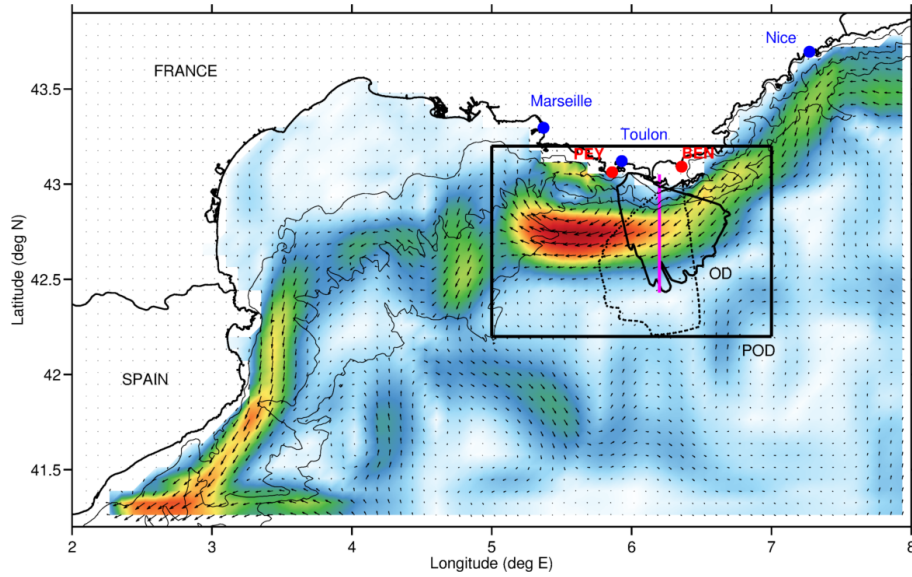 Nice
43.5
FRANCE
Marseille
Toulon
PEY
BEN
43
Latitude (deg N)
42.5
OD
POD
42
SPAIN
41.5
2
3
4
5
6
7
8
Longitude (deg E)